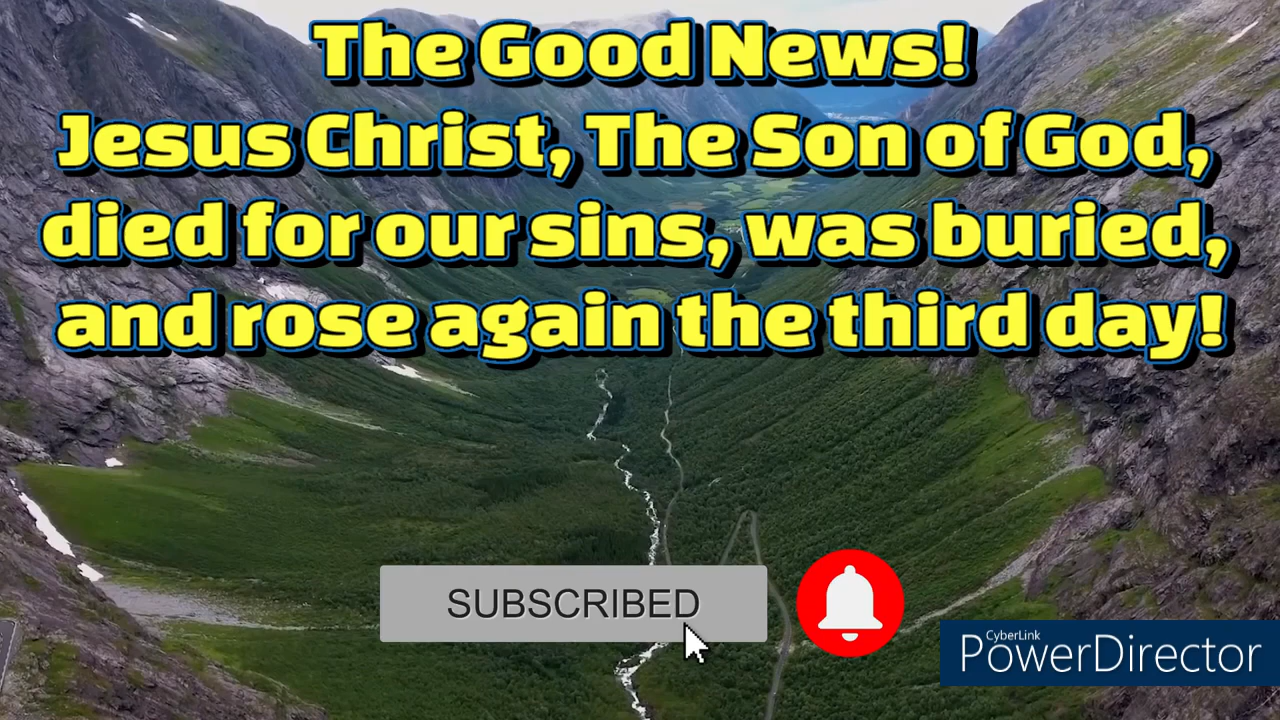 The Good News!
Jesus Christ, The Son of God,
died for our sins, was buried,
and rose again the third day!
SUBSCRIBED
CyberLink
PowerDirector